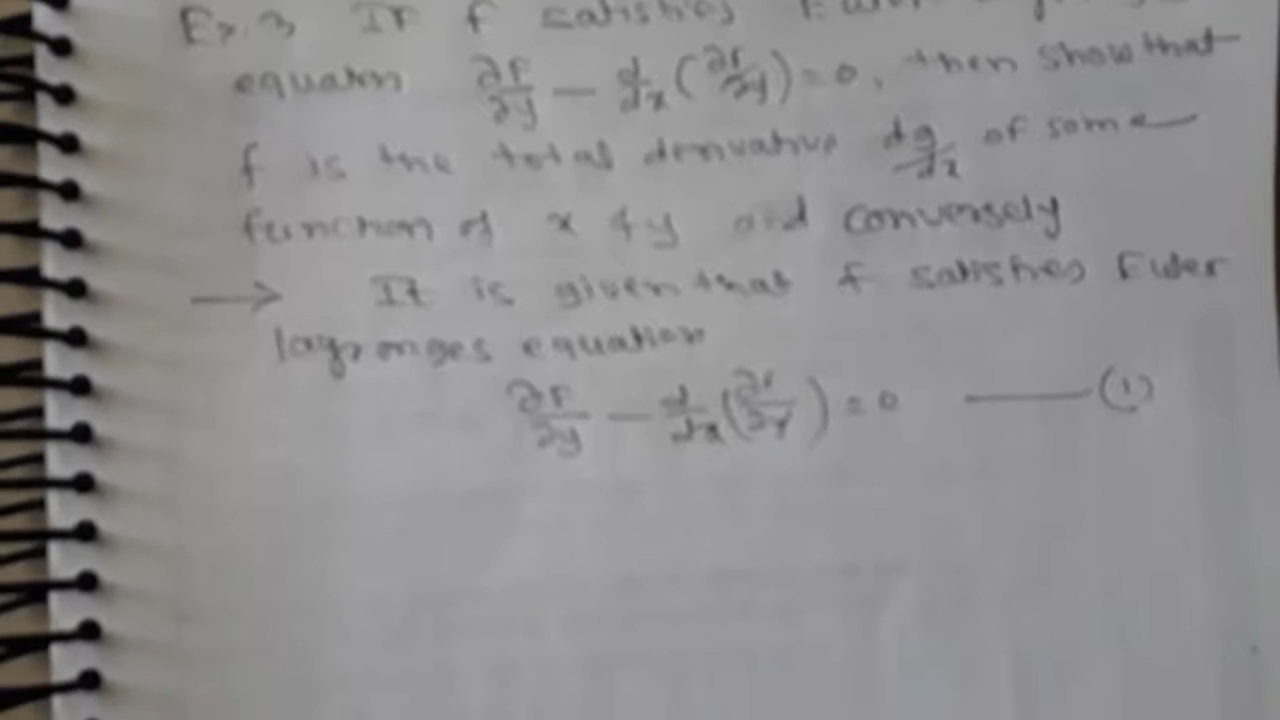 Ex. 3 If f satisfies
equation ∂f/∂y − d/dx (∂f/∂y') = 0, then show that
f is the total derivative dg/dx of some
function of x & y and conversely
→ It is given that f satisfies Euler
lagranges equation
∂f/∂y − d/dx (∂f/∂y') = 0 —— (1)